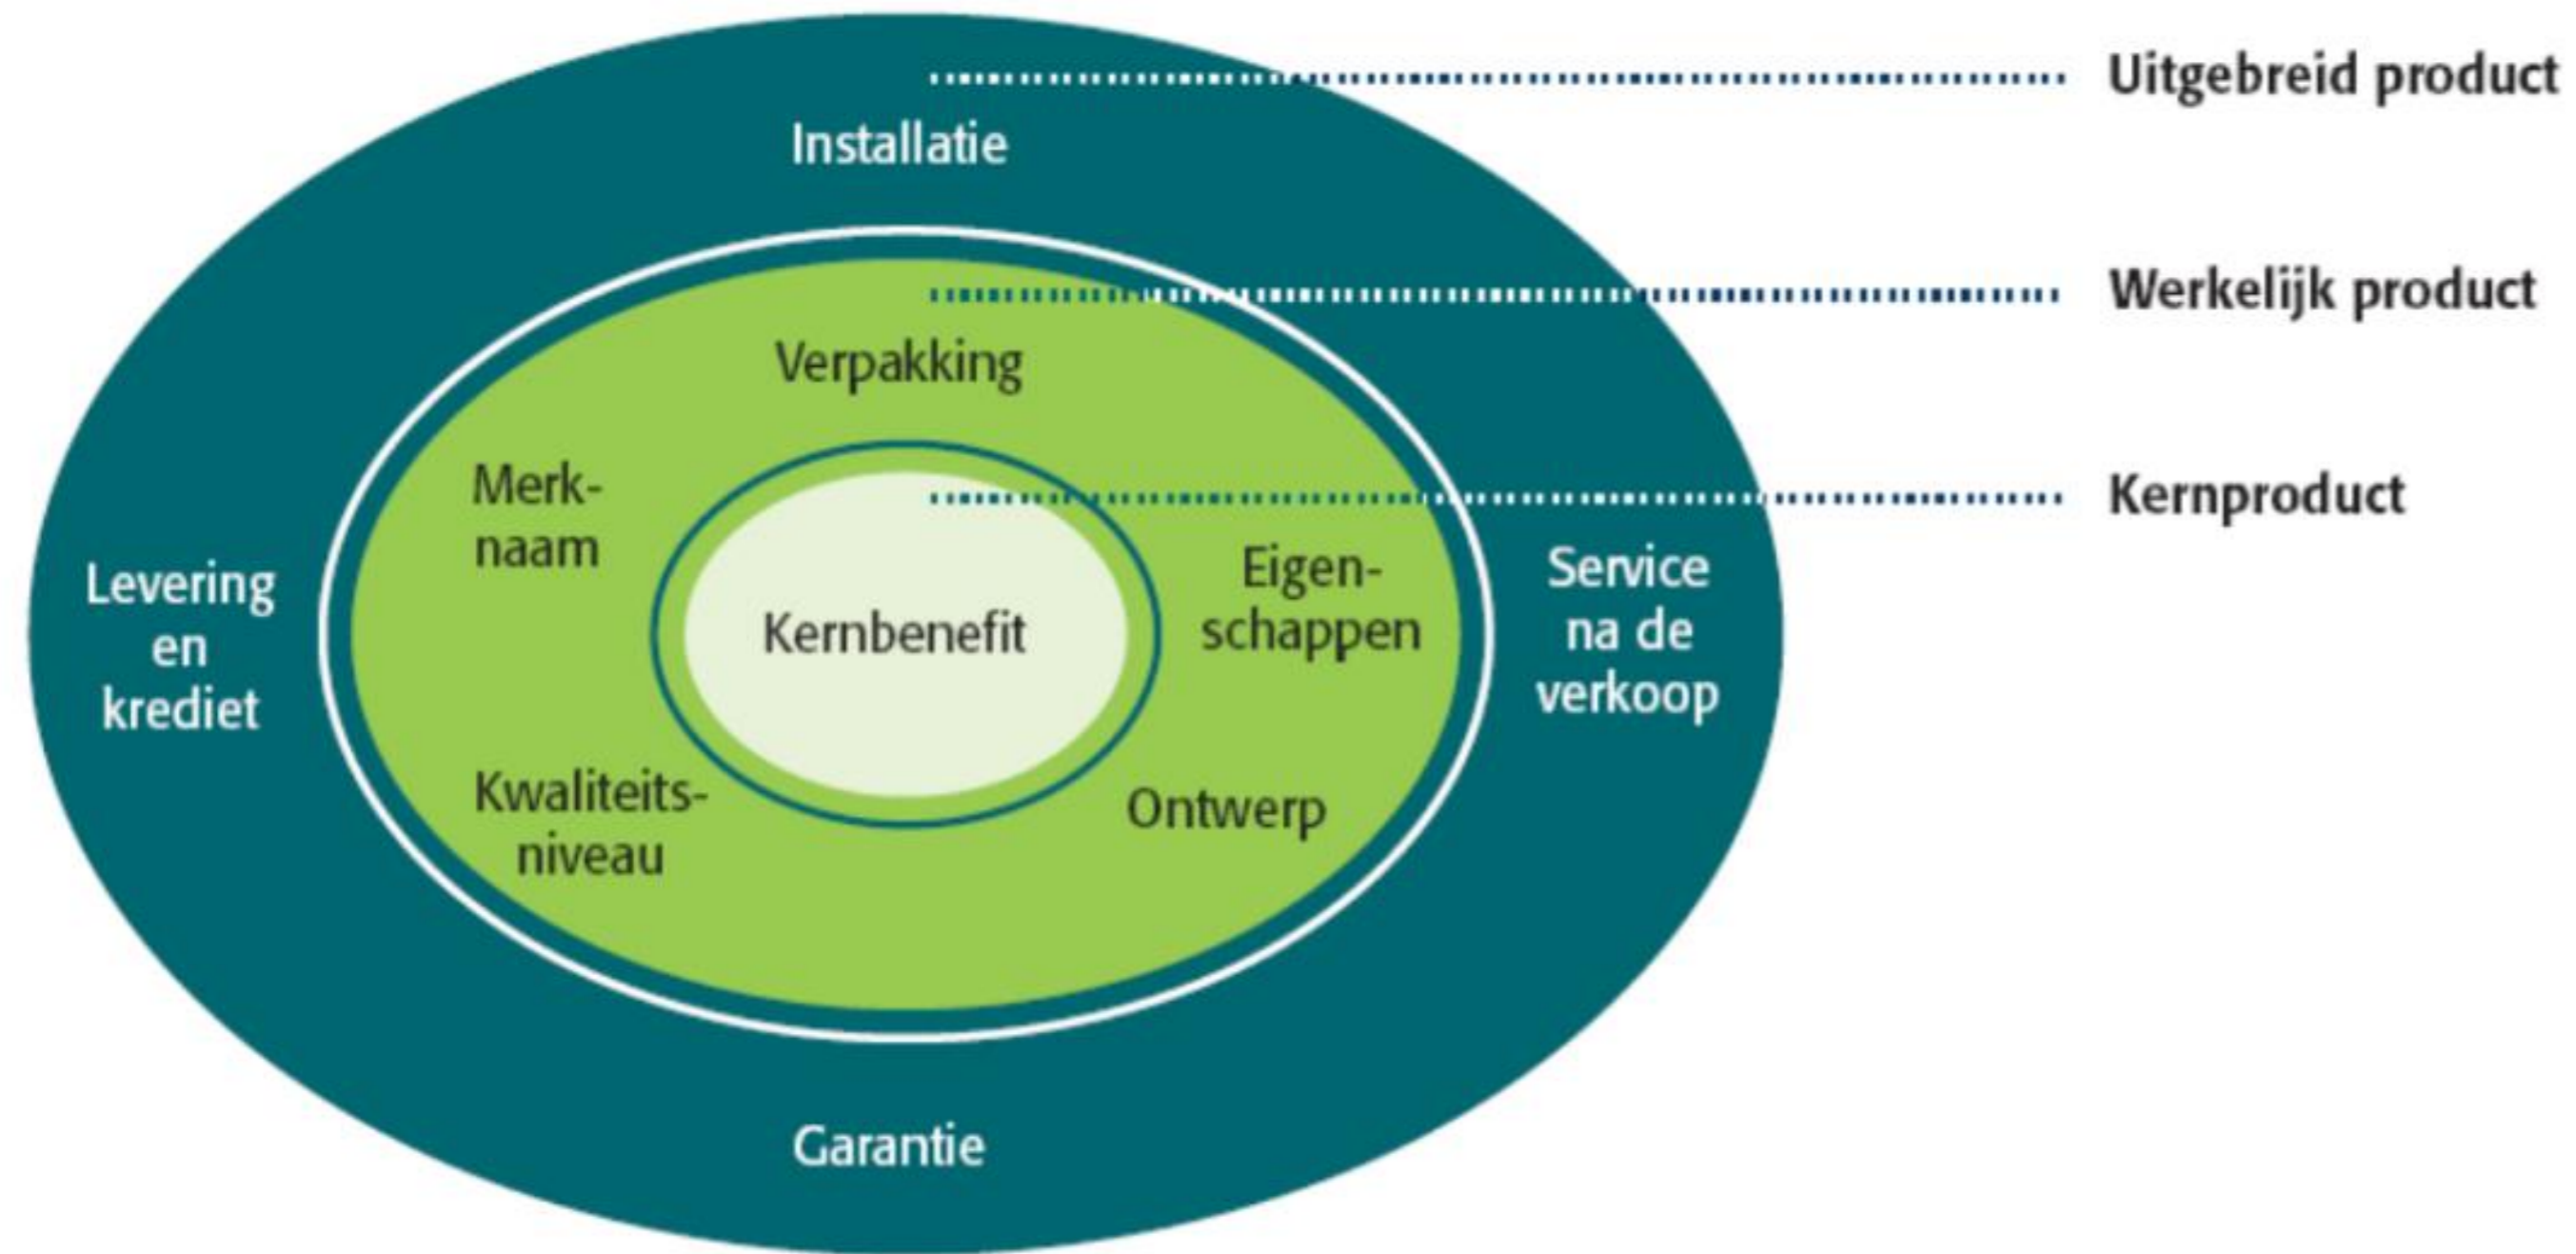 Uitgebreid product
Installatie
Werkelijk product
Verpakking
Merk-
naam
Kernproduct
Levering
en
krediet
Kernbenefit
Eigen-
schappen
Service
na de
verkoop
Kwaliteits-
niveau
Ontwerp
Garantie